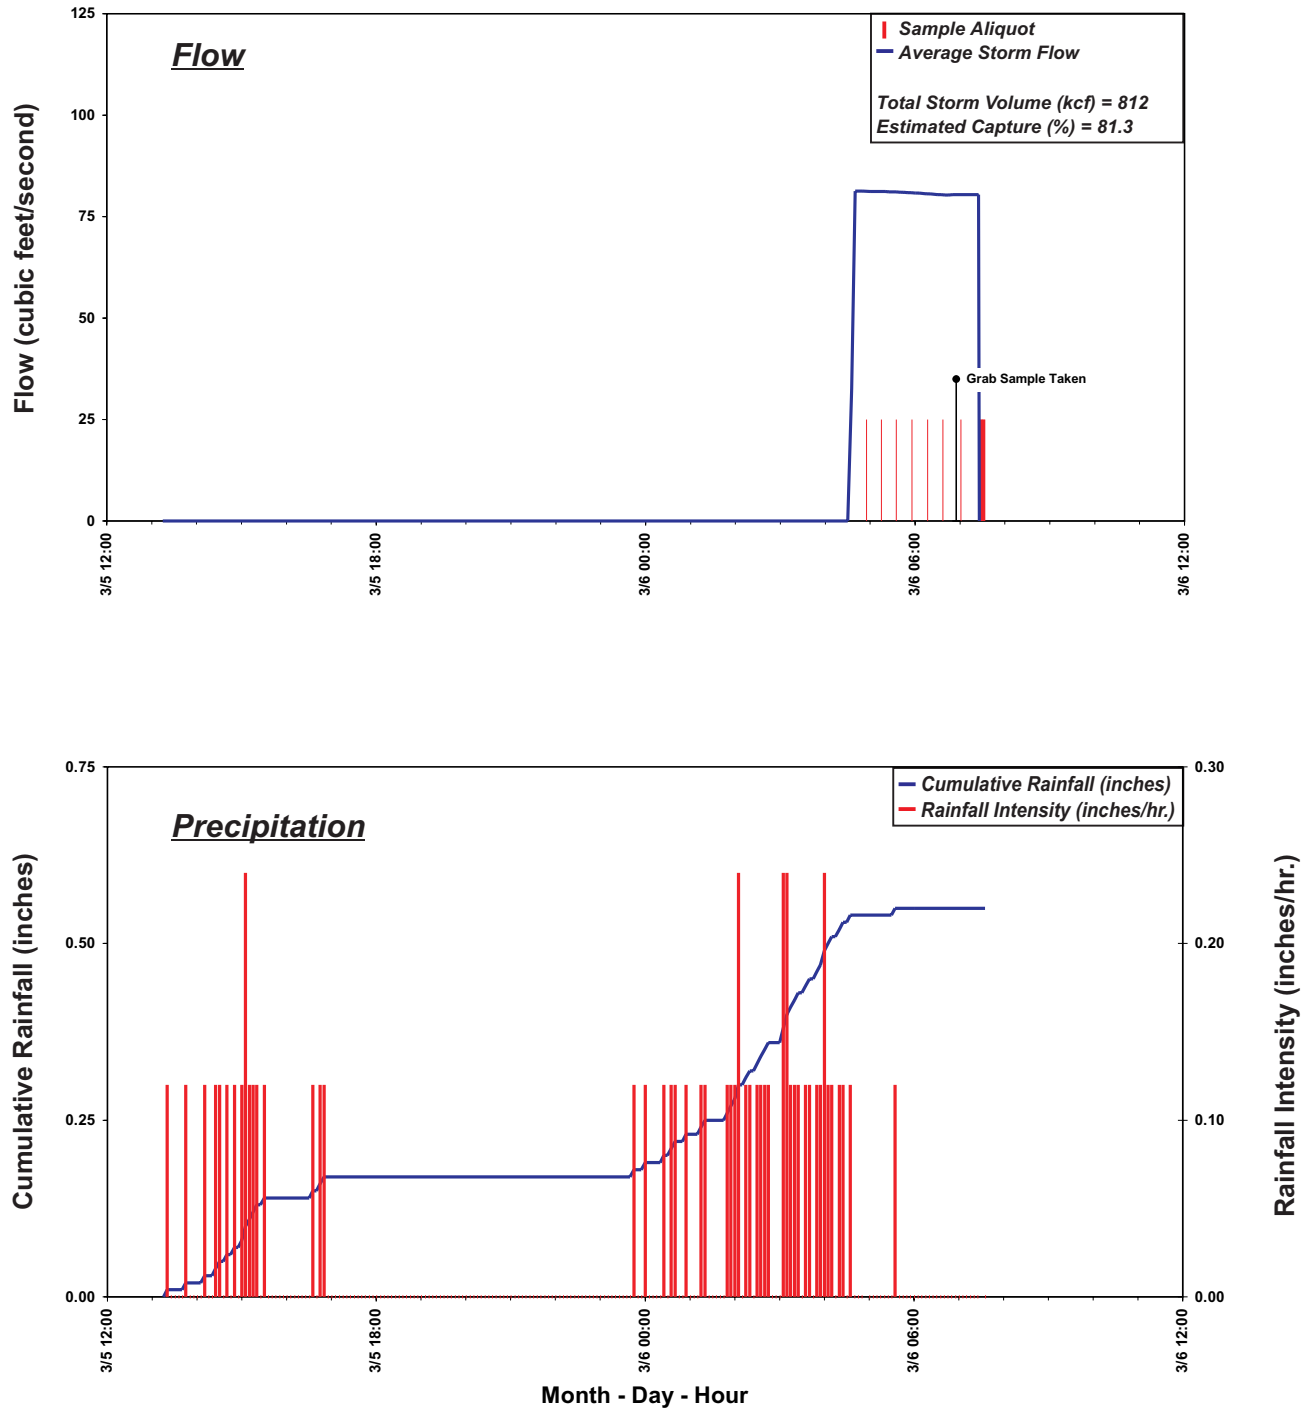 Flow
Sample Aliquot
Average Storm Flow
Total Storm Volume (kcf) = 812
Estimated Capture (%) = 81.3
Flow (cubic feet/second)
125
100
75
50
25
0
Grab Sample Taken
3/5 12:00
3/5 18:00
3/6 00:00
3/6 06:00
3/6 12:00
Precipitation
Cumulative Rainfall (inches)
Rainfall Intensity (inches/hr.)
Cumulative Rainfall (inches)
0.75
0.50
0.25
0.00
0.30
0.20
0.10
0.00
Rainfall Intensity (inches/hr.)
3/5 12:00
3/5 18:00
3/6 00:00
3/6 06:00
3/6 12:00
Month - Day - Hour